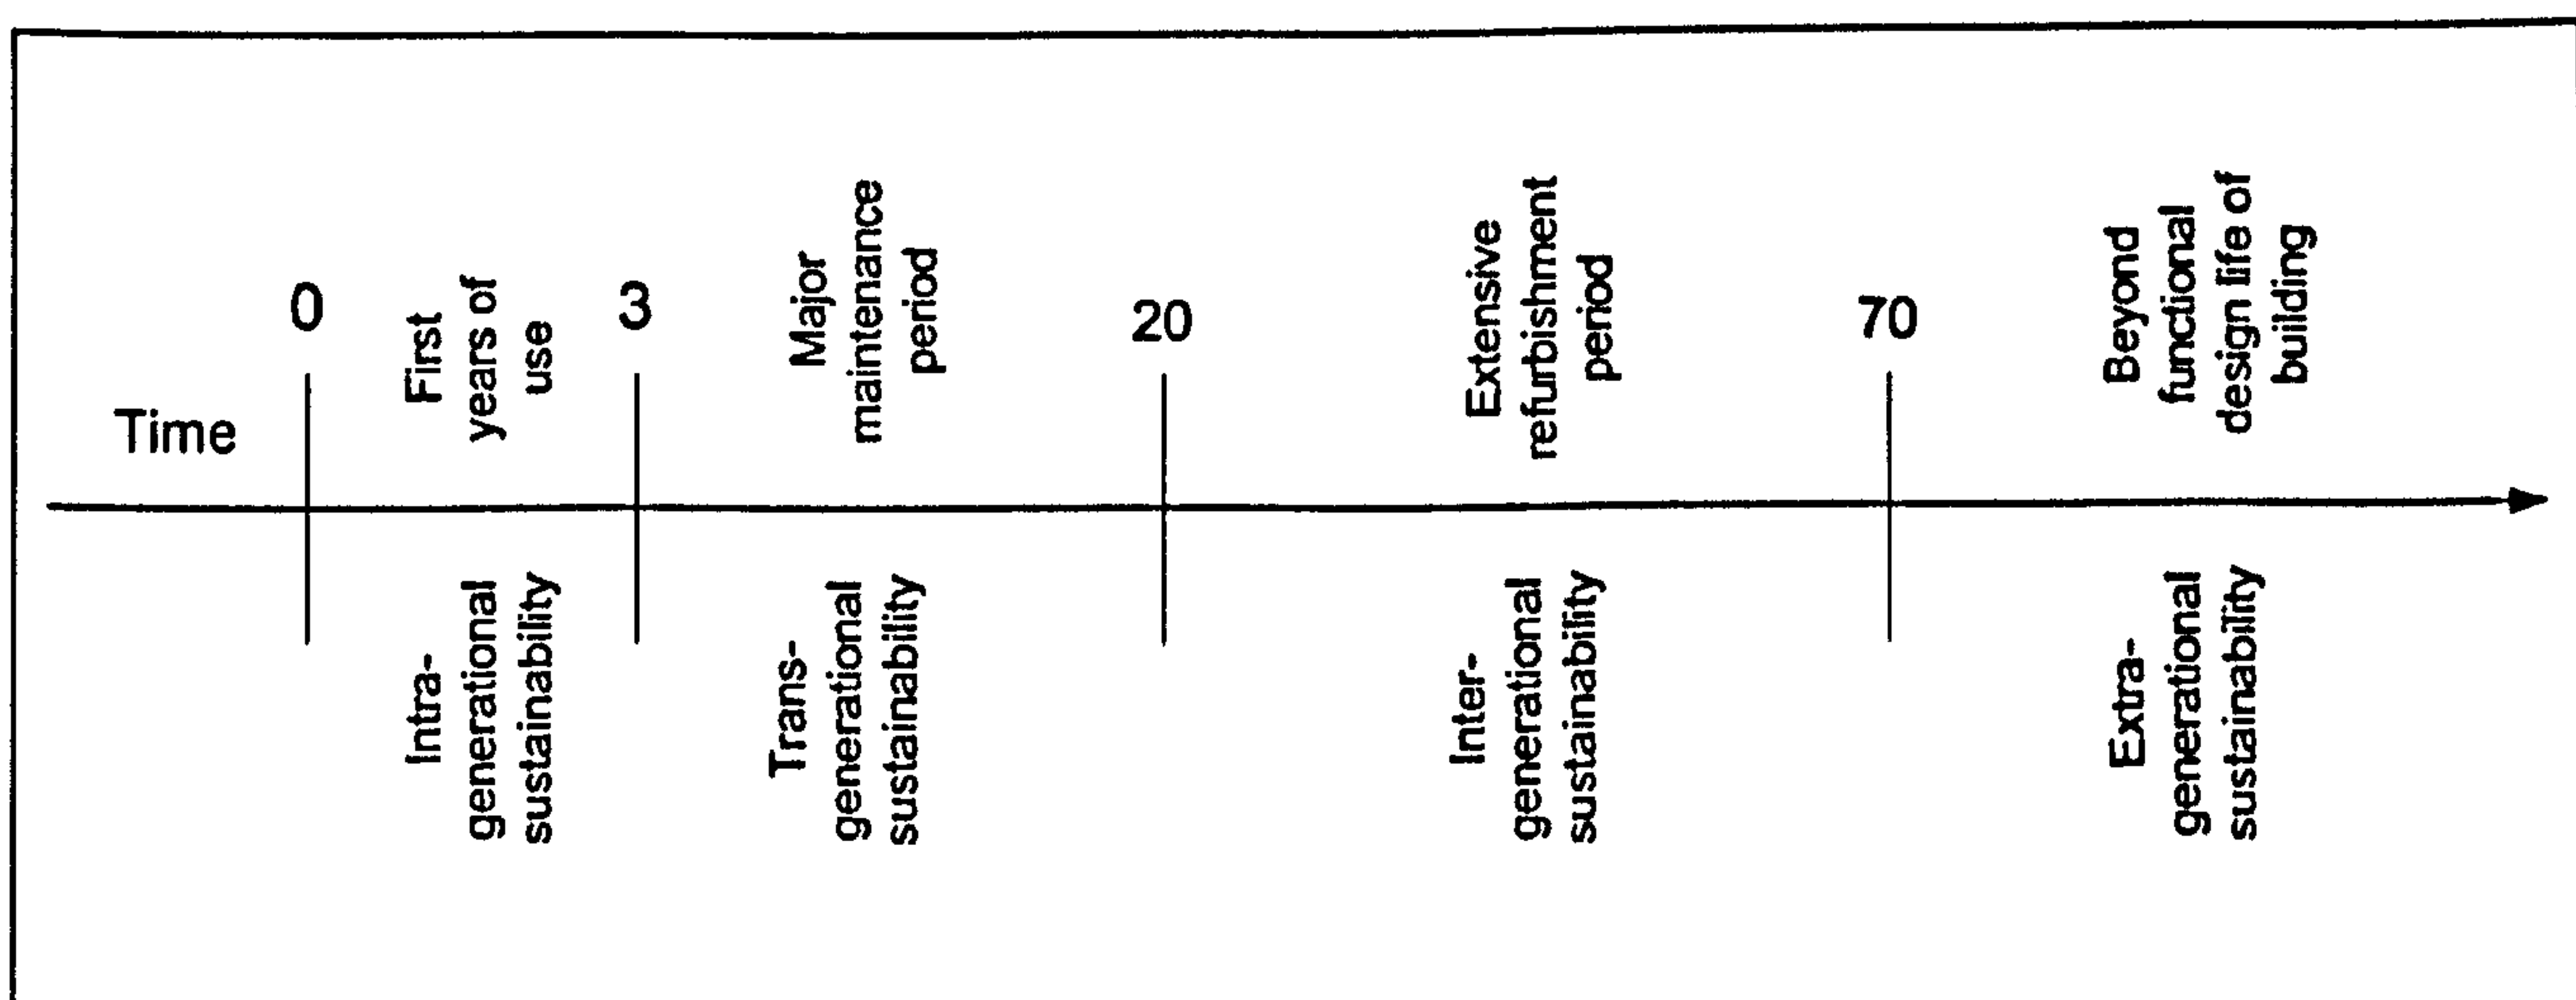 Time
0
First
years of
use
3
Major
maintenance
period
20
Extensive
refurbishment
period
70
Beyond
functional
design life of
building
Intra-
generational
sustainability
Trans-
generational
sustainability
Inter-
generational
sustainability
Extra-
generational
sustainability